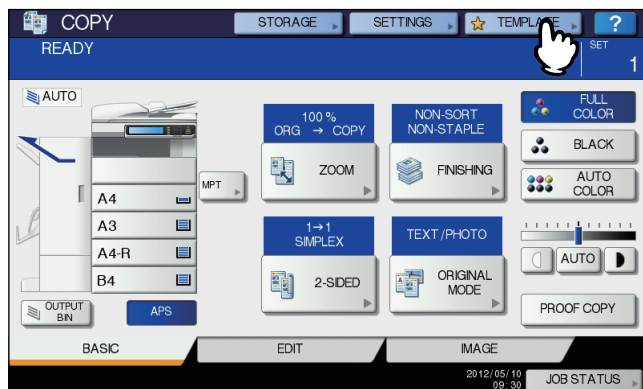 COPY
STORAGE
SETTINGS
TEMPLATE
?
READY
SET
1
AUTO
MPT
A4
A3
A4-R
B4
OUTPUT
BIN
APS
100 %
ORG → COPY
ZOOM
NON-SORT
NON-STAPLE
FINISHING
1→1
SIMPLEX
2-SIDED
TEXT/PHOTO
ORIGINAL
MODE
FULL
COLOR
BLACK
AUTO
COLOR
AUTO
PROOF COPY
BASIC
EDIT
IMAGE
2012/05/10
09:30
JOB STATUS